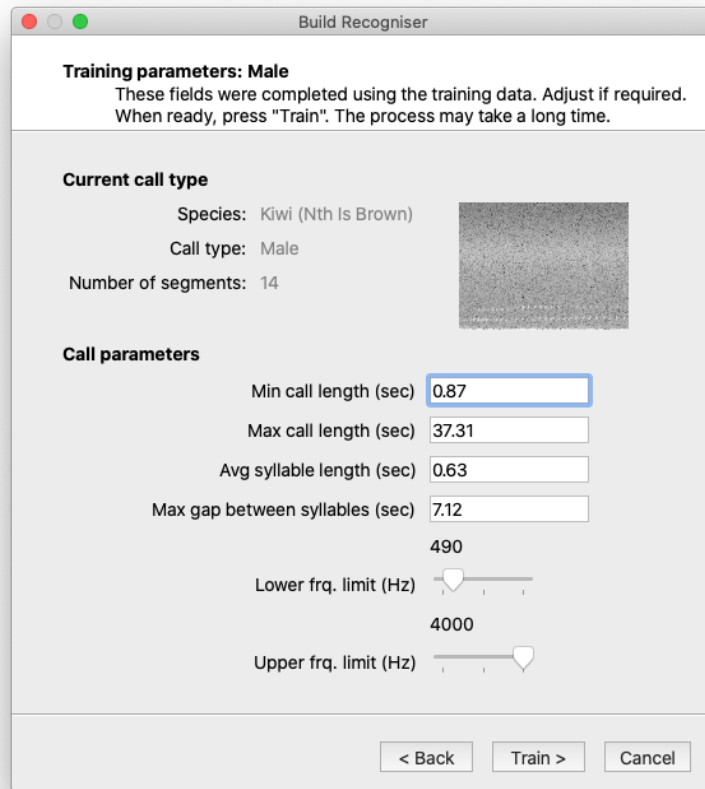 Build Recogniser
Training parameters: Male
These fields were completed using the training data. Adjust if required.
When ready, press "Train". The process may take a long time.
Current call type
Species: Kiwi (Nth Is Brown)
Call type: Male
Number of segments: 14
Call parameters
Min call length (sec) 0.87
Max call length (sec) 37.31
Avg syllable length (sec) 0.63
Max gap between syllables (sec) 7.12
490
Lower frq. limit (Hz)
4000
Upper frq. limit (Hz)
< Back Train > Cancel